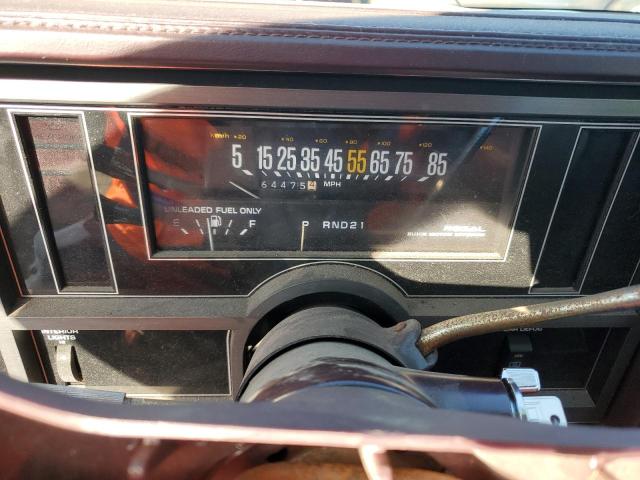 Km/h 20 40 60 80 100 120 140
5 15 25 35 45 55 65 75 85
64475 4 MPH
UNLEADED FUEL ONLY
E F P RND21
REGAL
INTERIOR
LIGHTS